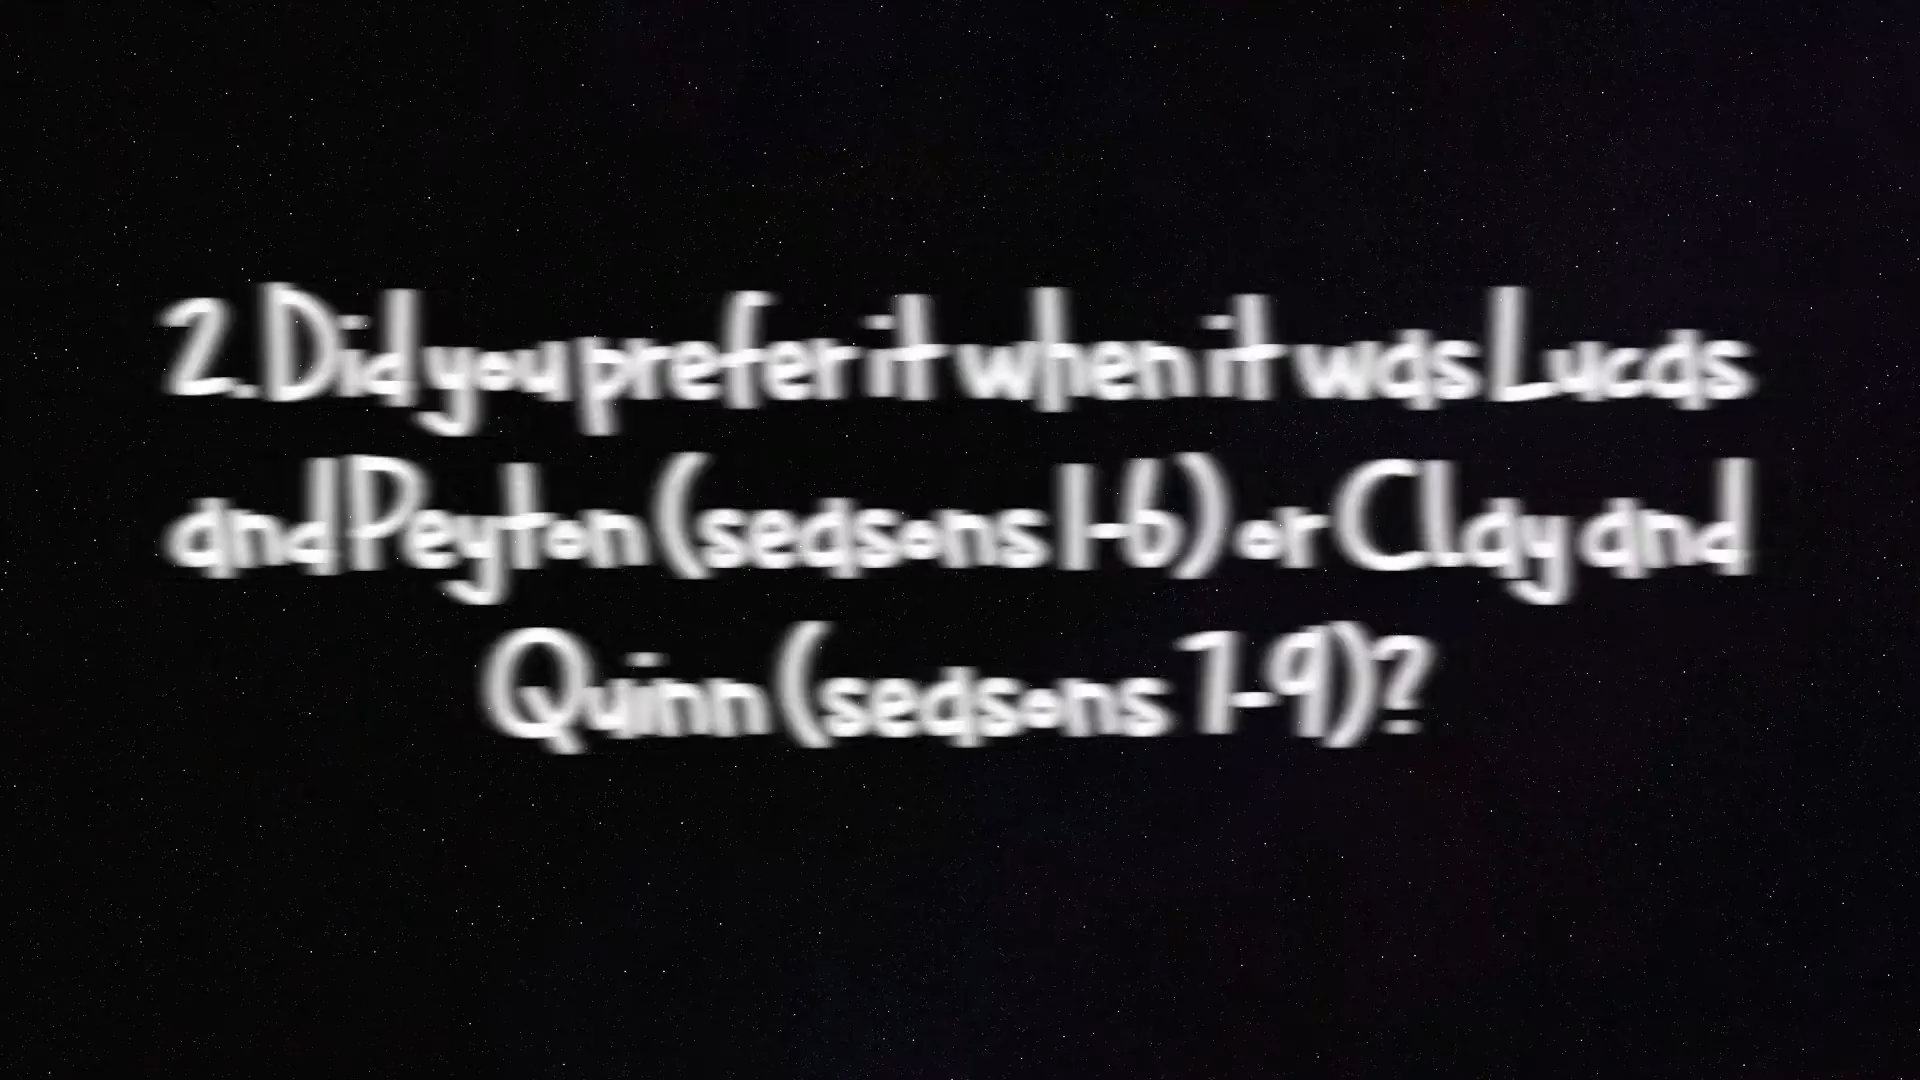 2. Did you prefer it when it was Lucas
and Peyton (seasons 1-6) or Clay and
Quinn (seasons 7-9)?